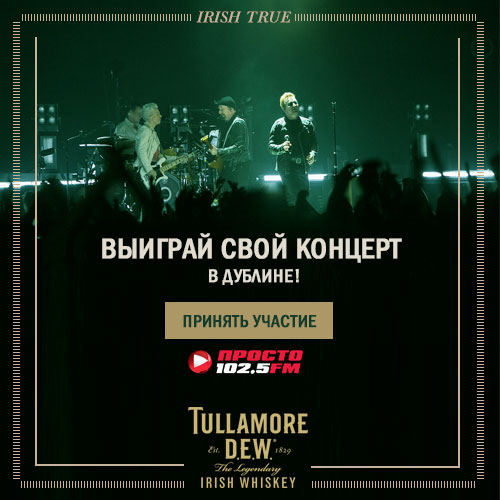 IRISH TRUE
ВЫИГРАЙ СВОЙ КОНЦЕРТ
В ДУБЛИНЕ!
ПРИНЯТЬ УЧАСТИЕ
ПРОСТО
102,5FM
TULLAMORE
Est. D.E.W.® 1829
The Legendary
IRISH WHISKEY